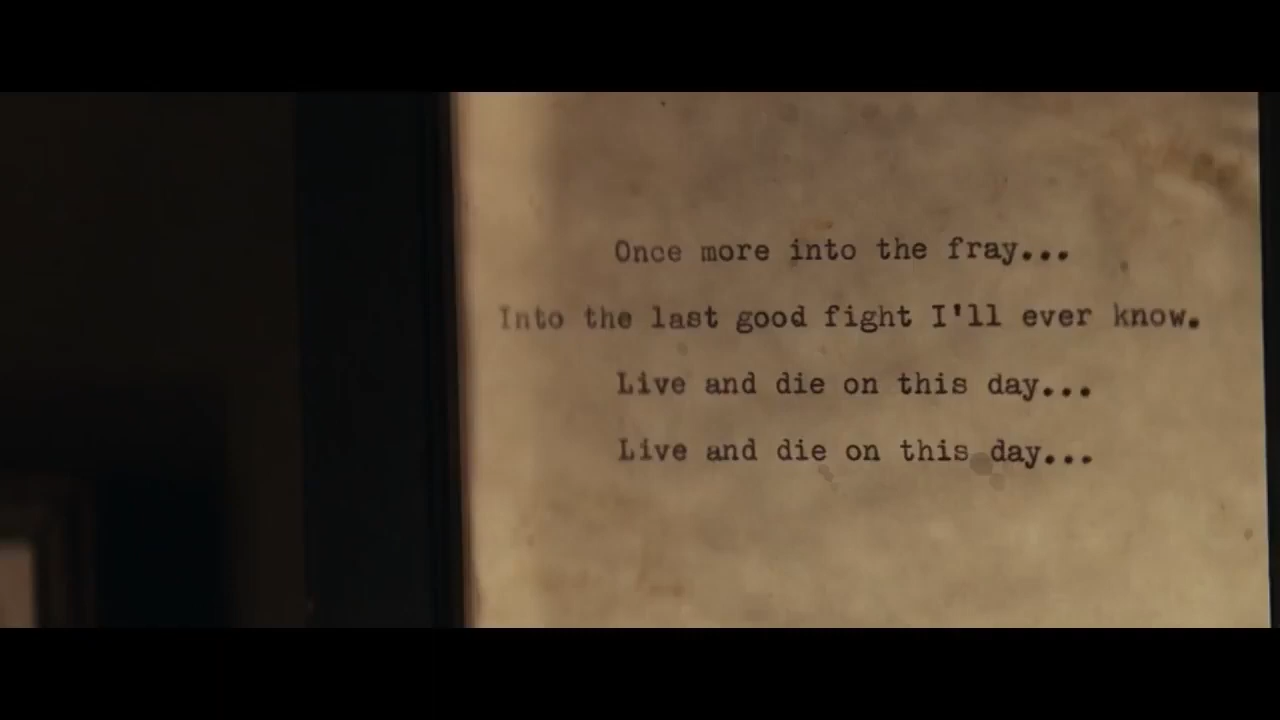 Once more into the fray...
Into the last good fight I'll ever know.
Live and die on this day...
Live and die on this day...